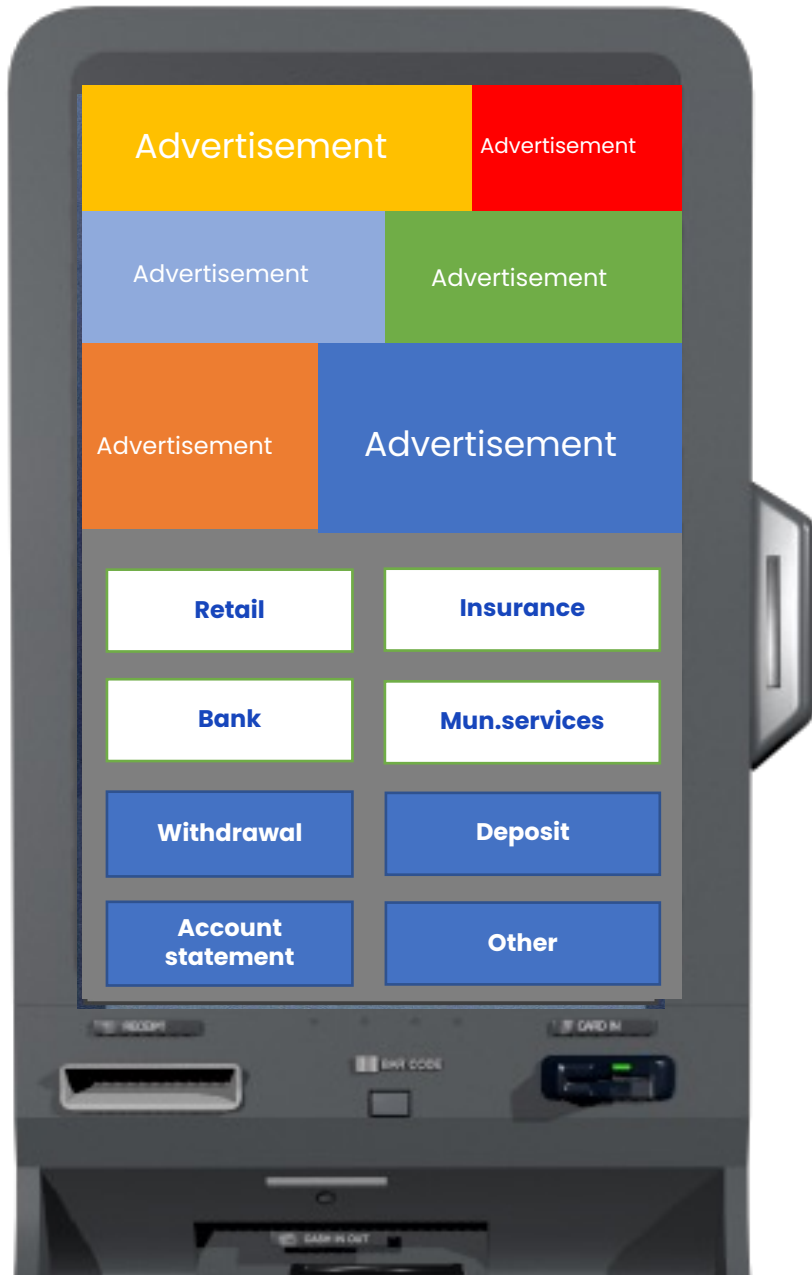 Advertisement
Advertisement
Advertisement
Advertisement
Advertisement
Advertisement
Retail
Insurance
Bank
Mun.services
Withdrawal
Deposit
Account
statement
Other
RECEIPT
CARD IN
BAR CODE
CASH IN OUT